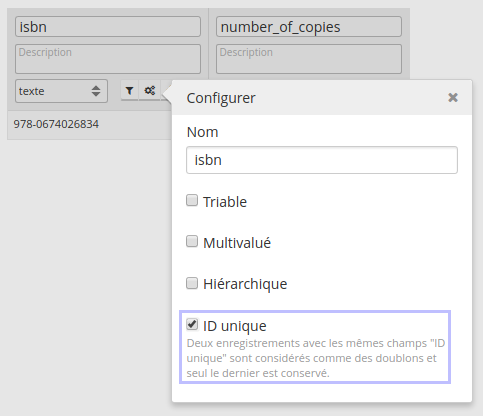 isbn
number_of_copies
Description
Description
texte
978-0674026834
Configurer
Nom
isbn
Triable
Multivalué
Hiérarchique
ID unique
Deux enregistrements avec les mêmes champs "ID
unique" sont considérés comme des doublons et
seul le dernier est conservé.